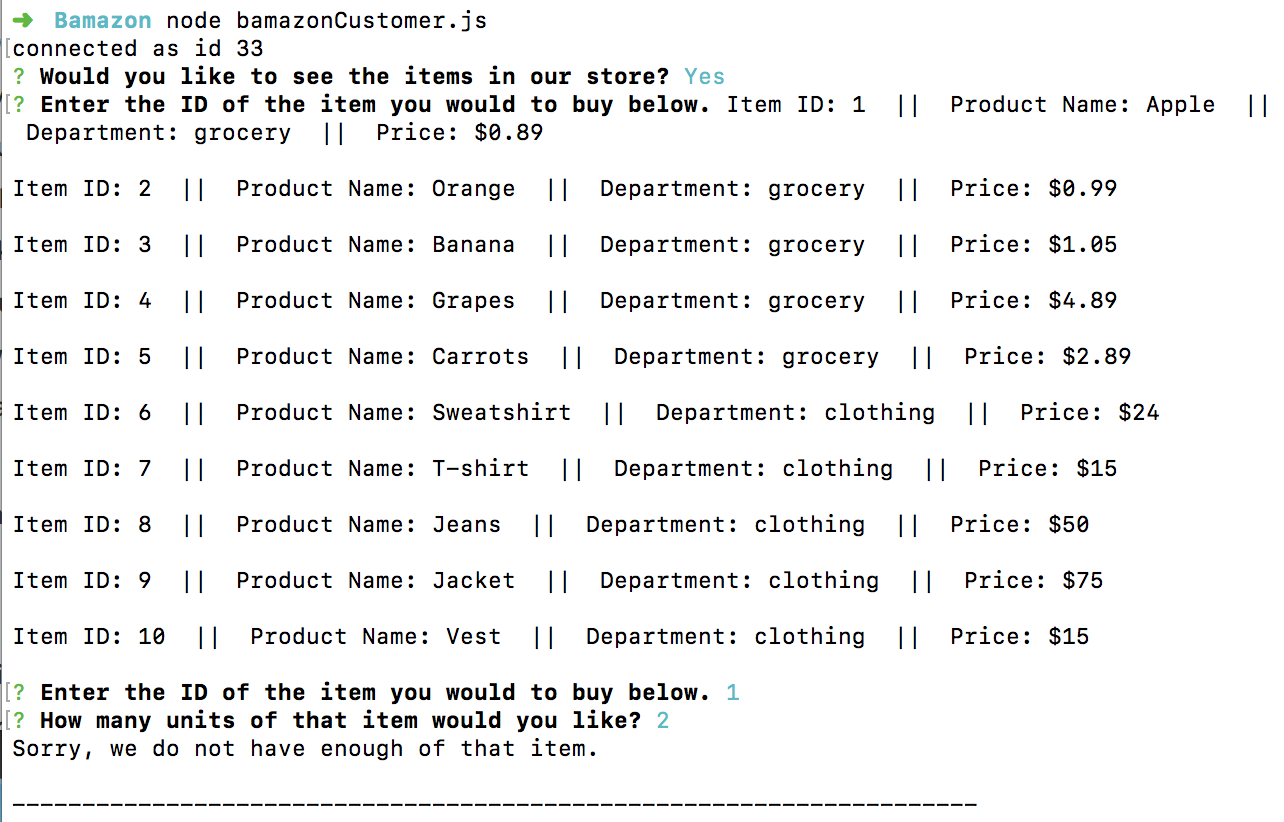 ➜  Bamazon node bamazonCustomer.js
[connected as id 33
? Would you like to see the items in our store? Yes
[? Enter the ID of the item you would to buy below. Item ID: 1  ||  Product Name: Apple  ||
 Department: grocery  ||  Price: $0.89
Item ID: 2  ||  Product Name: Orange  ||  Department: grocery  ||  Price: $0.99
Item ID: 3  ||  Product Name: Banana  ||  Department: grocery  ||  Price: $1.05
Item ID: 4  ||  Product Name: Grapes  ||  Department: grocery  ||  Price: $4.89
Item ID: 5  ||  Product Name: Carrots  ||  Department: grocery  ||  Price: $2.89
Item ID: 6  ||  Product Name: Sweatshirt  ||  Department: clothing  ||  Price: $24
Item ID: 7  ||  Product Name: T-shirt  ||  Department: clothing  ||  Price: $15
Item ID: 8  ||  Product Name: Jeans  ||  Department: clothing  ||  Price: $50
Item ID: 9  ||  Product Name: Jacket  ||  Department: clothing  ||  Price: $75
Item ID: 10  ||  Product Name: Vest  ||  Department: clothing  ||  Price: $15
[? Enter the ID of the item you would to buy below. 1
[? How many units of that item would you like? 2
Sorry, we do not have enough of that item.
---------------------------------------------------------------------